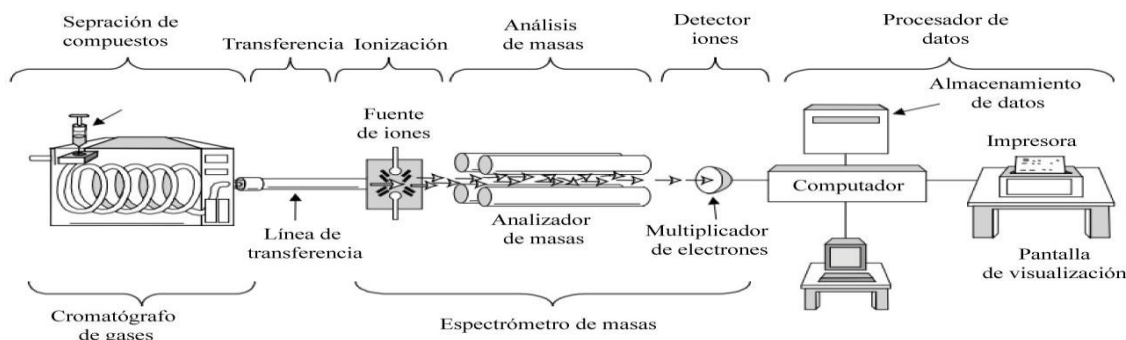 Sepración de
compuestos
Transferencia
Ionización
Análisis
de masas
Detector
iones
Procesador de
datos
Fuente
de iones
Almacenamiento
de datos
Impresora
Computador
Línea de
transferencia
Analizador
de masas
Multiplicador
de electrones
Pantalla
de visualización
Cromatógrafo
de gases
Espectrómetro de masas